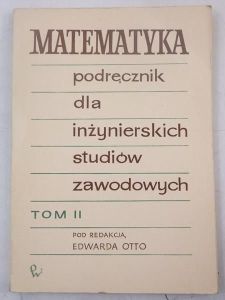 MATEMATYKA
podręcznik
dla
inżynierskich
studiów
zawodowych
TOM II
POD REDAKCJĄ
EDWARDA OTTO